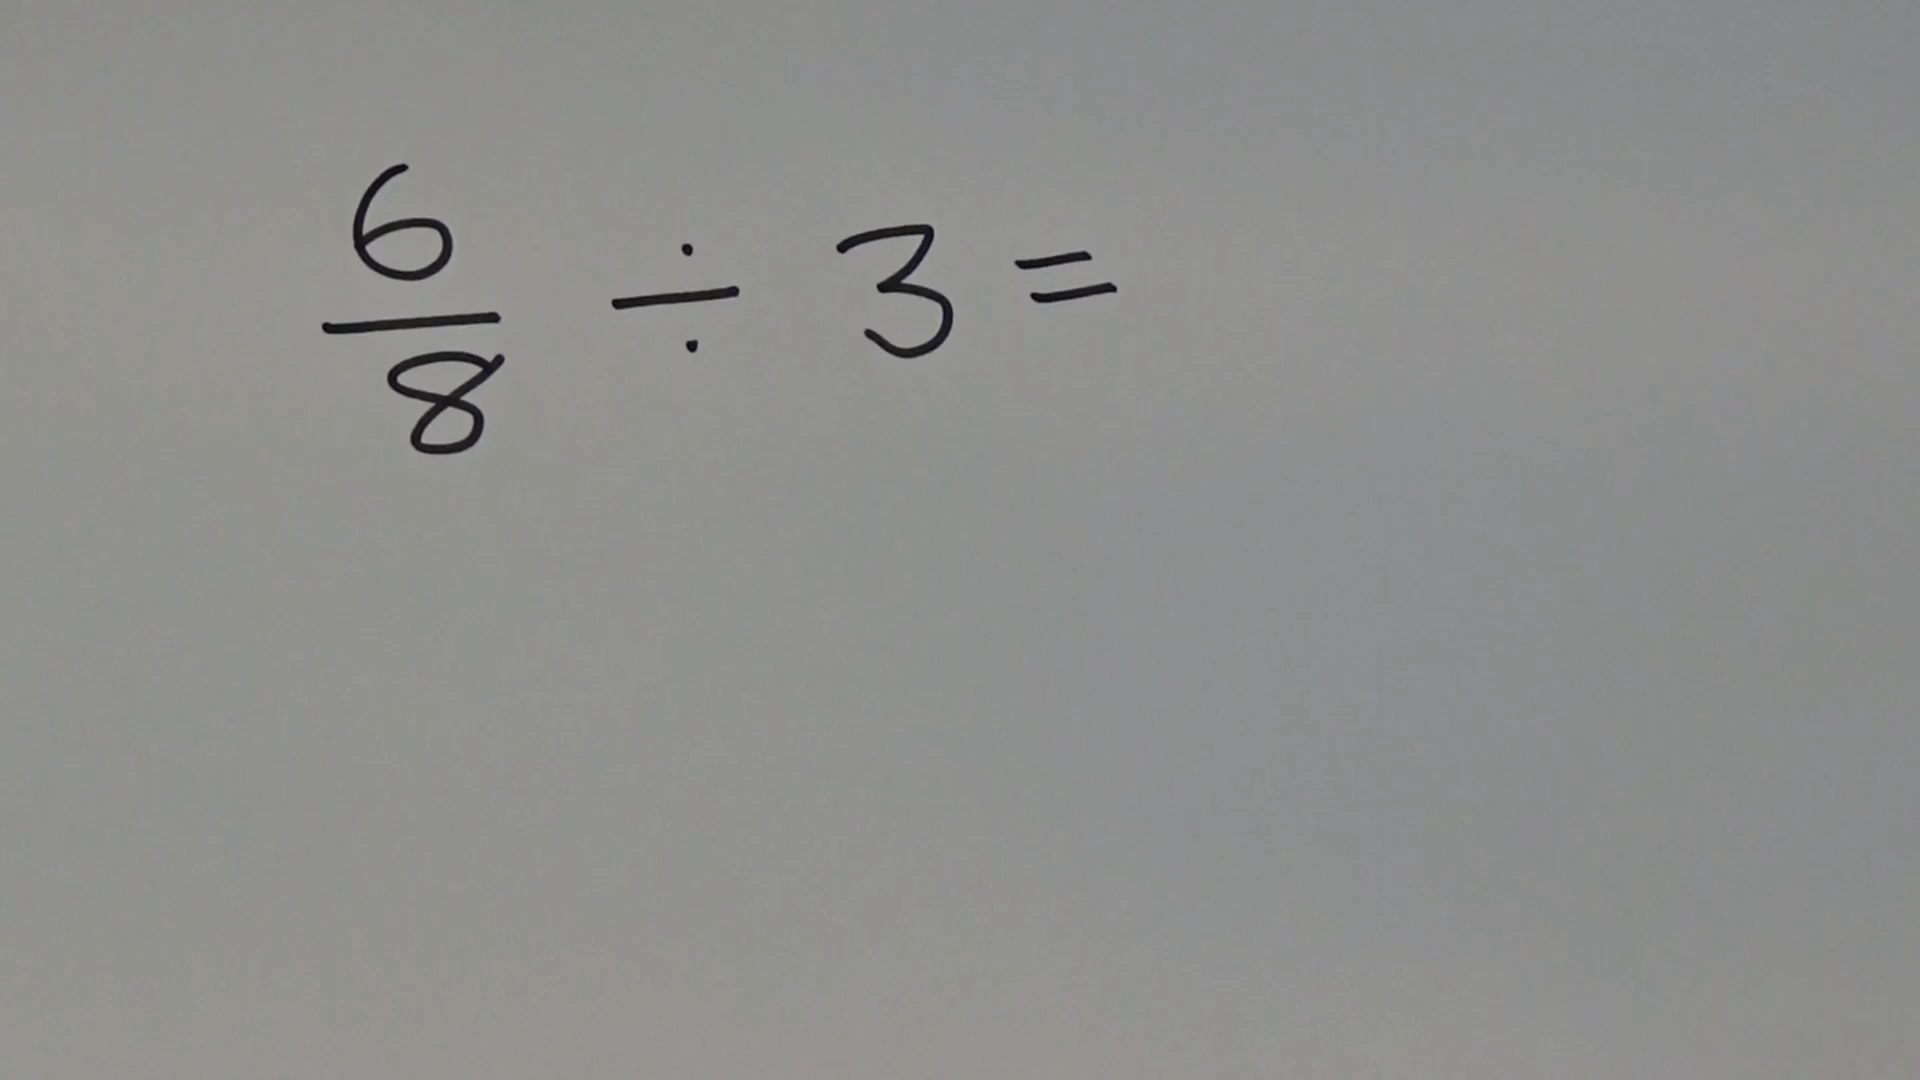 6/8 ÷ 3 =